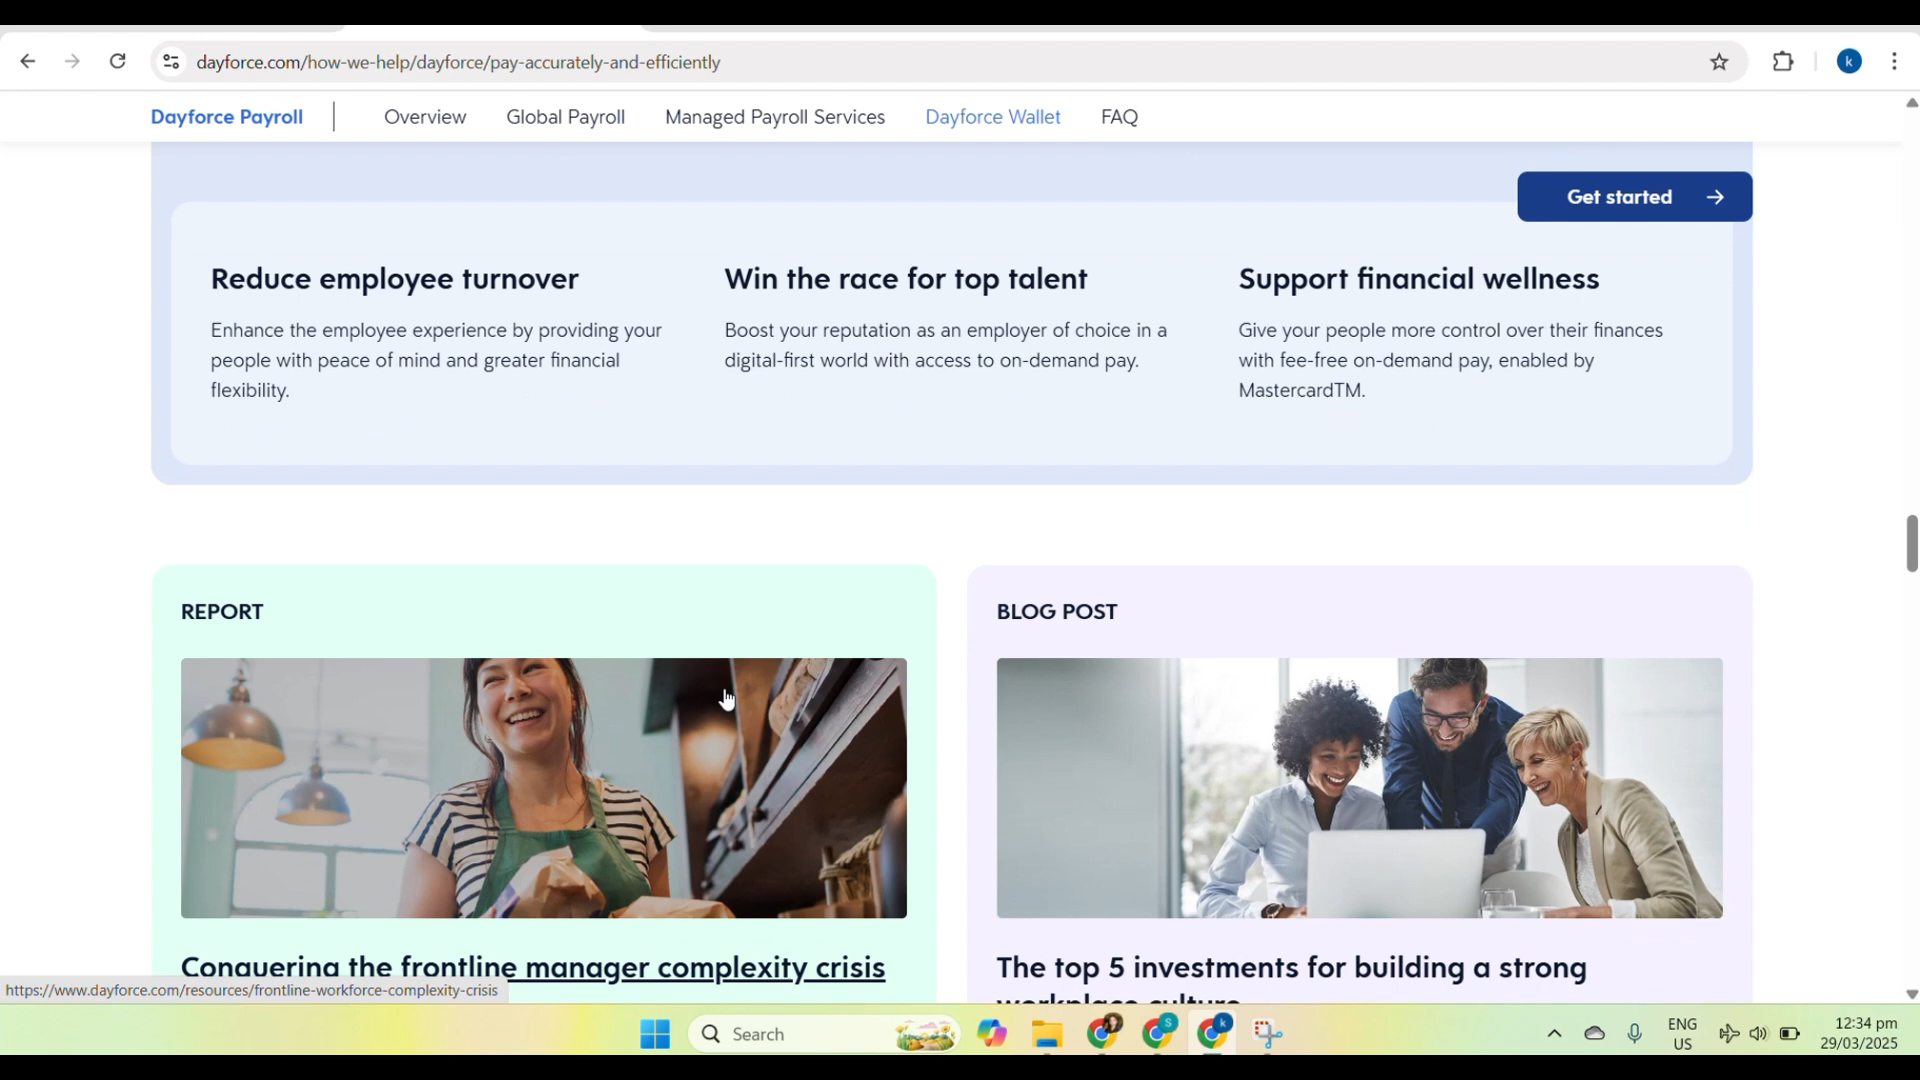 dayforce.com/how-we-help/dayforce/pay-accurately-and-efficiently
k
Dayforce Payroll
Overview
Global Payroll
Managed Payroll Services
Dayforce Wallet
FAQ
Get started
Reduce employee turnover
Enhance the employee experience by providing your
people with peace of mind and greater financial
flexibility.
Win the race for top talent
Boost your reputation as an employer of choice in a
digital-first world with access to on-demand pay.
Support financial wellness
Give your people more control over their finances
with fee-free on-demand pay, enabled by
MastercardTM.
REPORT
Conquering the frontline manager complexity crisis
BLOG POST
The top 5 investments for building a strong
workplace culture
https://www.dayforce.com/resources/frontline-workforce-complexity-crisis
Search
S
k
ENG
US
12:34 pm
29/03/2025